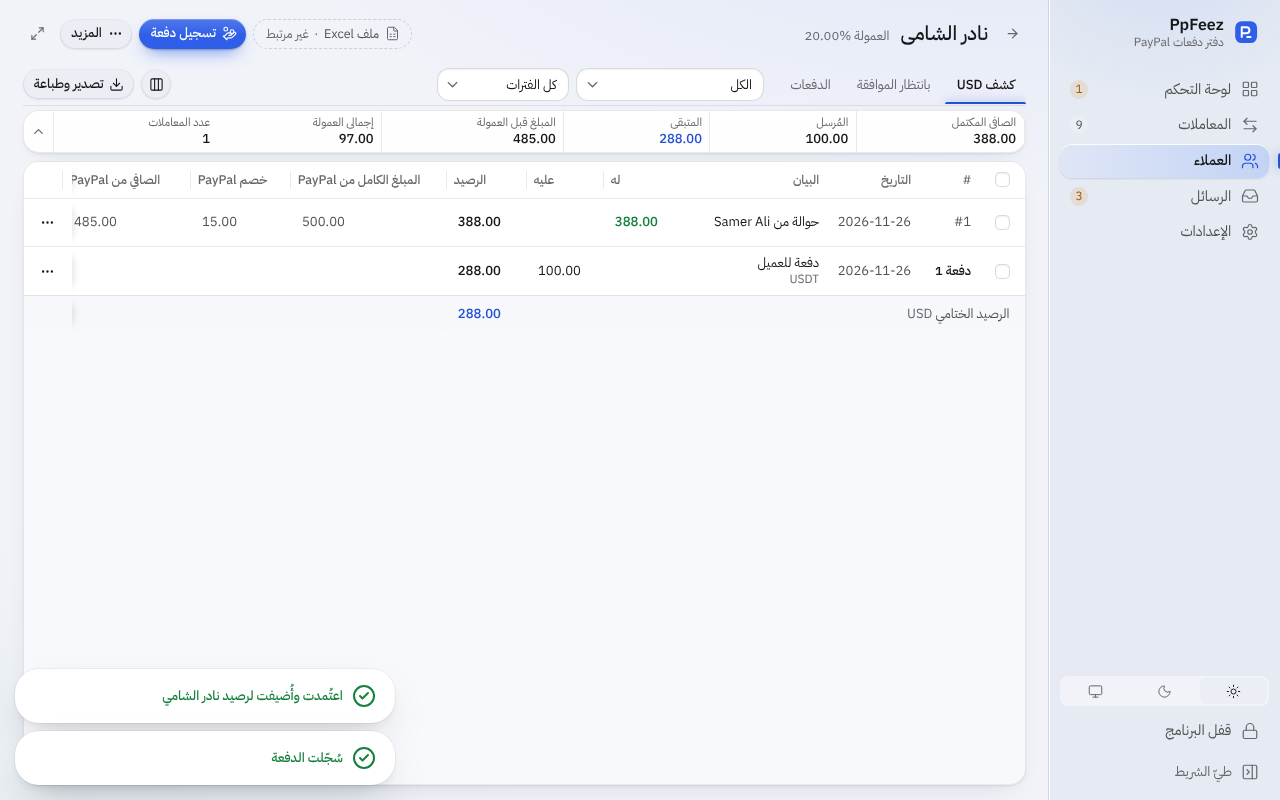 PpFeez
دفتر دفعات PayPal
لوحة التحكم 1
المعاملات 9
العملاء
الرسائل 3
الإعدادات
قفل البرنامج
طيّ الشريط
نادر الشامي العمولة 20.00%
ملف Excel · غير مرتبط
تسجيل دفعة
المزيد
كشف USD
بانتظار الموافقة
الدفعات
الكل
كل الفترات
تصدير وطباعة
الصافي المكتمل المُرسل المتبقي المبلغ قبل العمولة إجمالي العمولة عدد المعاملات
388.00 100.00 288.00 485.00 97.00 1
# التاريخ البيان له عليه الرصيد المبلغ الكامل من PayPal خصم PayPal الصافي من PayPal
#1 2026-11-26 حوالة من Samer Ali 388.00 388.00 500.00 15.00 485.00
دفعة 1 2026-11-26 دفعة للعميل 100.00 288.00
USDT
الرصيد الختامي USD 288.00
اعتُمدت وأُضيفت لرصيد نادر الشامي
سُجّلت الدفعة